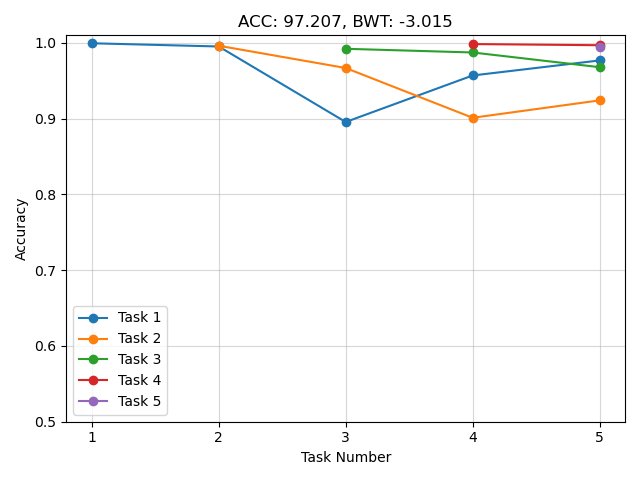 ACC: 97.207, BWT: -3.015
1.0
0.9
0.8
0.7
0.6
0.5
Accuracy
Task 1
Task 2
Task 3
Task 4
Task 5
1 2 3 4 5
Task Number